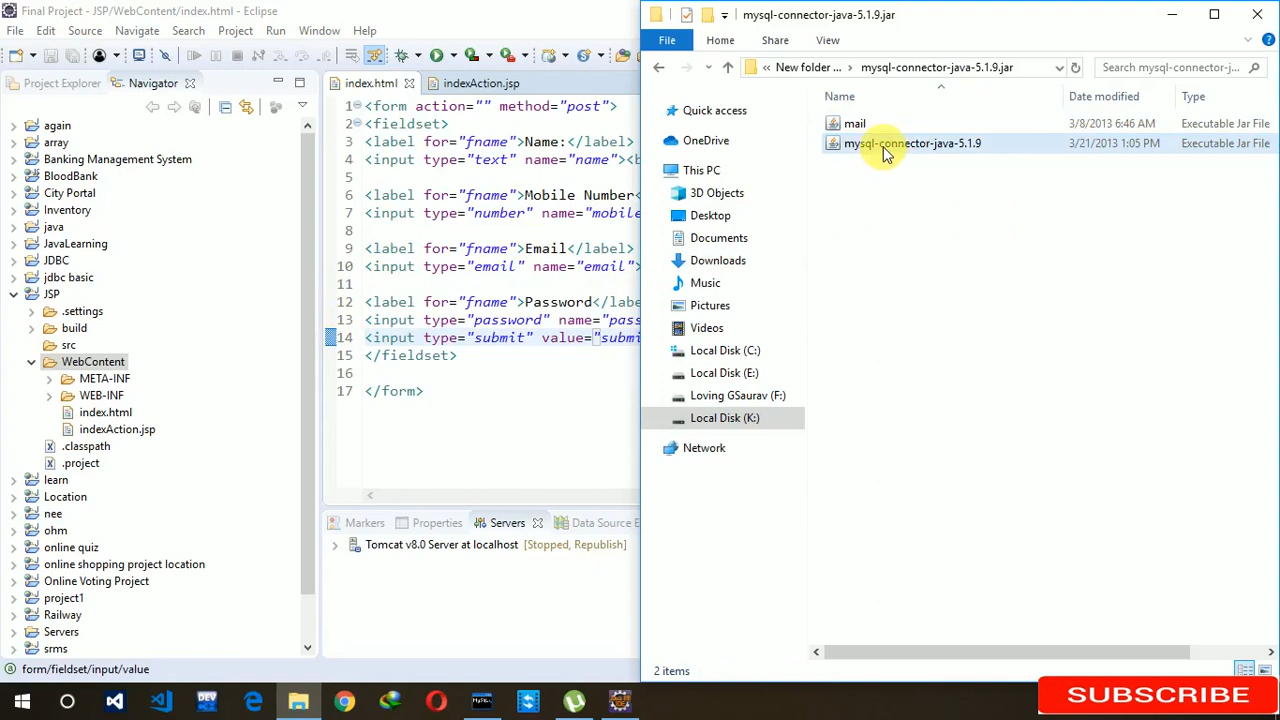 Final Project - JSP/WebContent/index.html - Eclipse
File Edit Source Navigate Search Project Run Window Help
Project Explorer Navigator
again
array
Banking Management System
BloodBank
City Portal
Inventory
java
JavaLearning
JDBC
jdbc basic
JSP
.settings
build
src
WebContent
META-INF
WEB-INF
index.html
indexAction.jsp
.classpath
.project
learn
Location
nee
ohm
online quiz
online shopping project location
Online Voting Project
project1
Railway
Servers
srms
form/fieldset/input/value
index.html indexAction.jsp
1 <form action="" method="post">
2 <fieldset>
3 <label for="fname">Name:</label>
4 <input type="text" name="name"><b
5
6 <label for="fname">Mobile Number<
7 <input type="number" name="mobile
8
9 <label for="fname">Email</label>
10 <input type="email" name="email">
11
12 <label for="fname">Password</labe
13 <input type="password" name="pass
14 <input type="submit" value="submi
15 </fieldset>
16
17 </form>
Markers Properties Servers Data Source E
Tomcat v8.0 Server at localhost [Stopped, Republish]
mysql-connector-java-5.1.9.jar
File Home Share View
« New folder ... > mysql-connector-java-5.1.9.jar
Search mysql-connector-j...
Quick access
OneDrive
This PC
3D Objects
Desktop
Documents
Downloads
Music
Pictures
Videos
Local Disk (C:)
Local Disk (E:)
Loving GSaurav (F:)
Local Disk (K:)
Network
Name Date modified Type
mail 3/8/2013 6:46 AM Executable Jar File
mysql-connector-java-5.1.9 3/21/2013 1:05 PM Executable Jar File
2 items
SUBSCRIBE